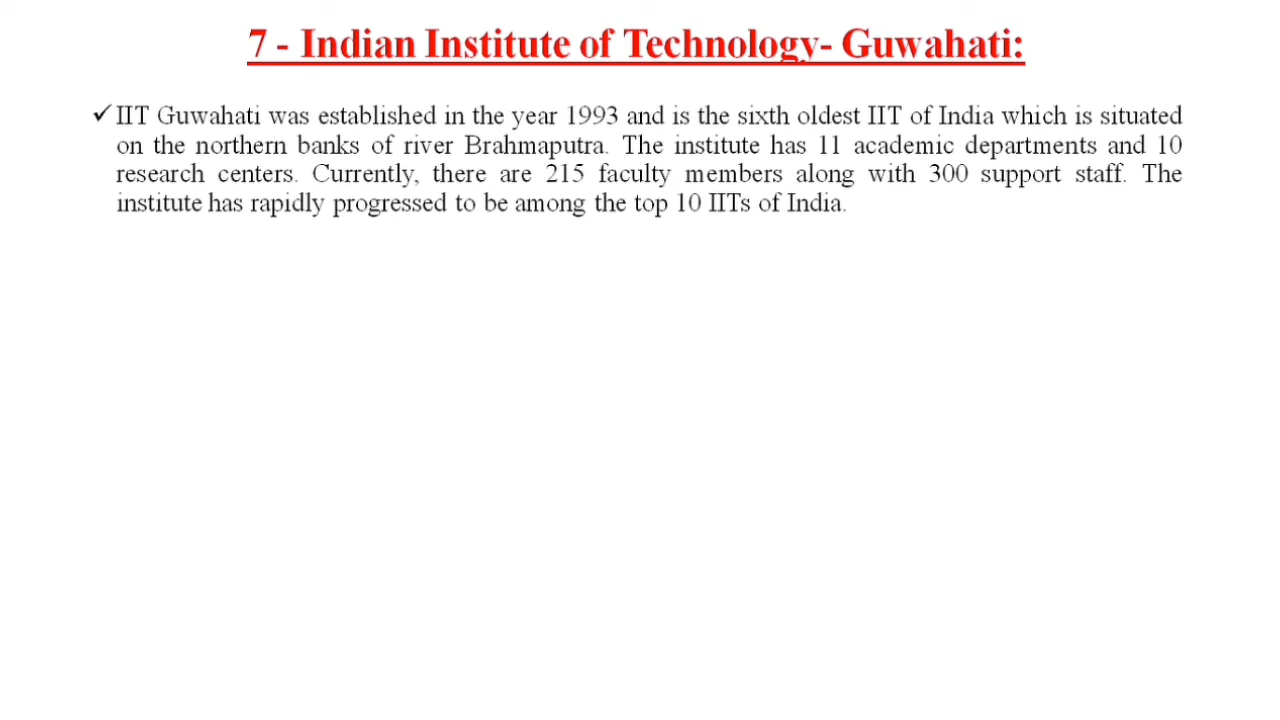 7 - Indian Institute of Technology- Guwahati:
✓IIT Guwahati was established in the year 1993 and is the sixth oldest IIT of India which is situated
on the northern banks of river Brahmaputra. The institute has 11 academic departments and 10
research centers. Currently, there are 215 faculty members along with 300 support staff. The
institute has rapidly progressed to be among the top 10 IITs of India.